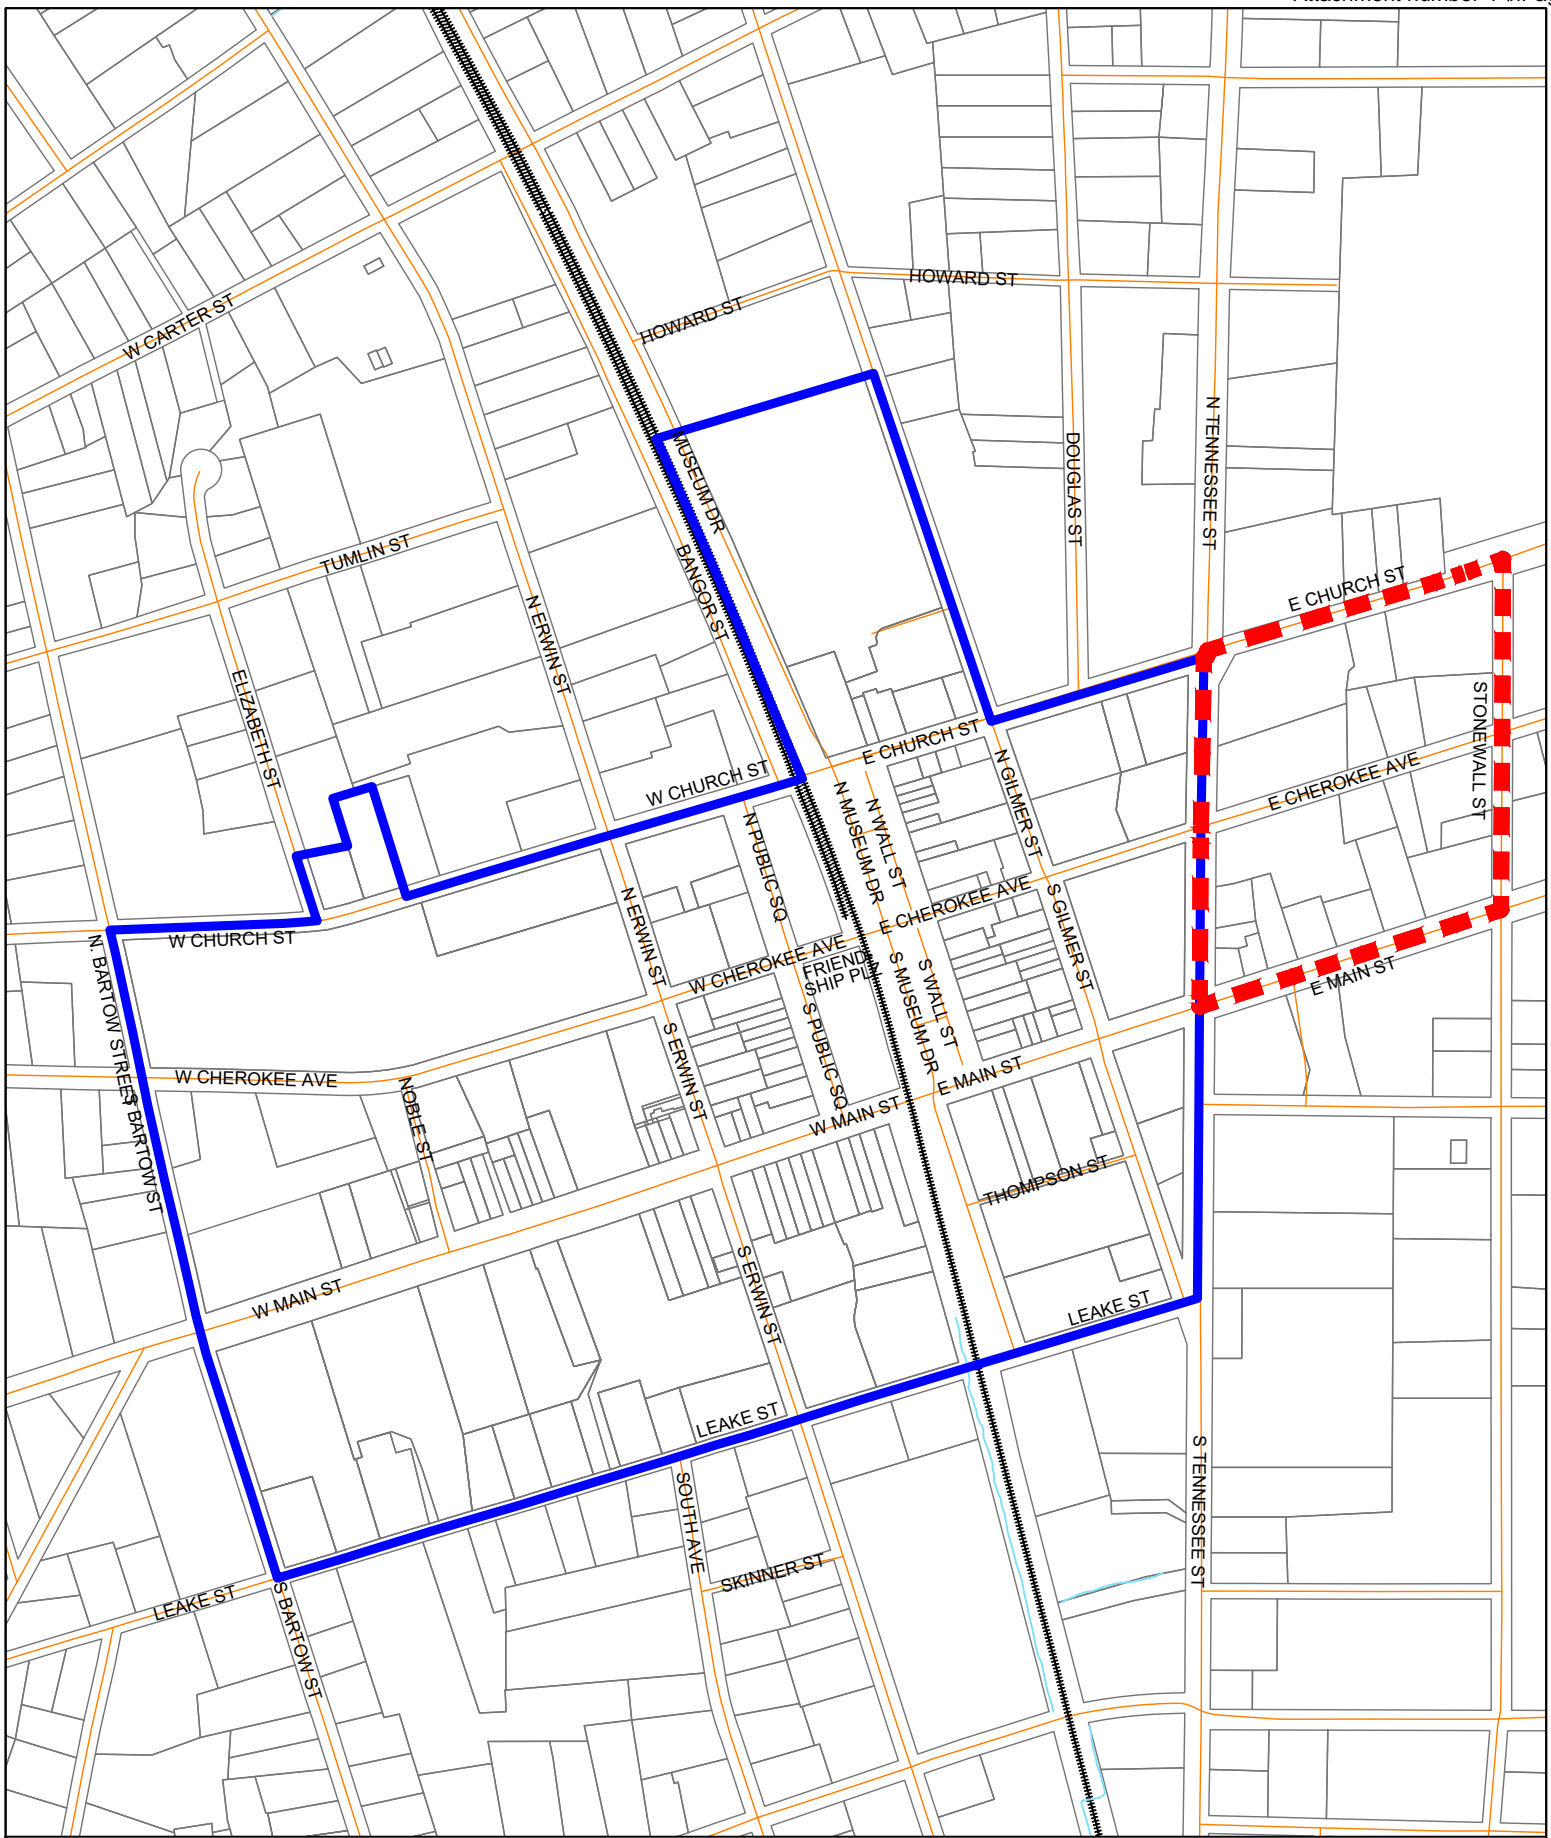 HOWARD ST
HOWARD ST
W CARTER ST
MUSEUM DR
DOUGLAS ST
N TENNESSEE ST
TUMLIN ST
BANGOR ST
E CHURCH ST
N ERWIN ST
ELIZABETH ST
STONEWALL ST
E CHURCH ST
W CHURCH ST
N GILMER ST
E CHEROKEE AVE
N MUSEUM DR
N WALL ST
N PUBLIC SQ
E CHEROKEE AVE
S GILMER ST
N ERWIN ST
W CHURCH ST
N. BARTOW STREET
W CHEROKEE AVE
FRIEND
SHIP PLZ
S MUSEUM DR
S WALL ST
E MAIN ST
S PUBLIC SQ
S ERWIN ST
E MAIN ST
W CHEROKEE AVE
NOBLE ST
W MAIN ST
S BARTOW ST
THOMPSON ST
S ERWIN ST
W MAIN ST
LEAKE ST
LEAKE ST
S TENNESSEE ST
SOUTH AVE
SKINNER ST
LEAKE ST
S BARTOW ST